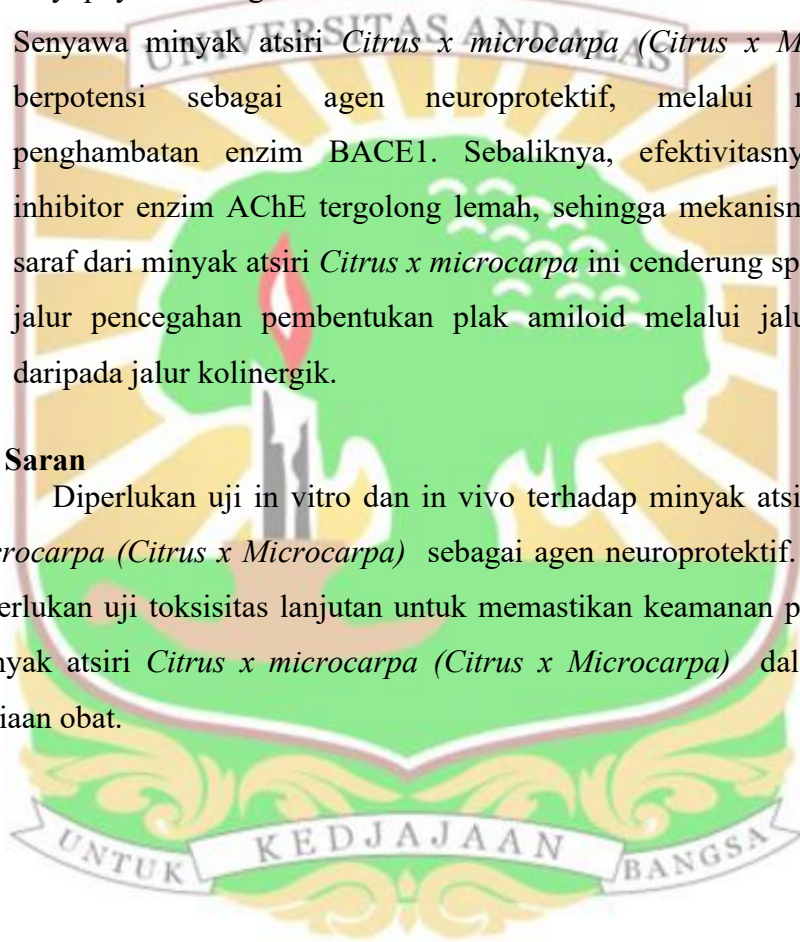 UNIVERSITAS ANDALAS
Senyawa minyak atsiri Citrus x microcarpa (Citrus x M
berpotensi sebagai agen neuroprotektif, melalui
penghambatan enzim BACE1. Sebaliknya, efektivitasny
inhibitor enzim AChE tergolong lemah, sehingga mekanism
saraf dari minyak atsiri Citrus x microcarpa ini cenderung sp
jalur pencegahan pembentukan plak amiloid melalui jalu
daripada jalur kolinergik.
Saran
Diperlukan uji in vitro dan in vivo terhadap minyak atsi
rocarpa (Citrus x Microcarpa) sebagai agen neuroprotektif.
erlukan uji toksisitas lanjutan untuk memastikan keamanan p
nyak atsiri Citrus x microcarpa (Citrus x Microcarpa) dal
iaan obat.
UNTUK KEDJAJAAN BANGSA